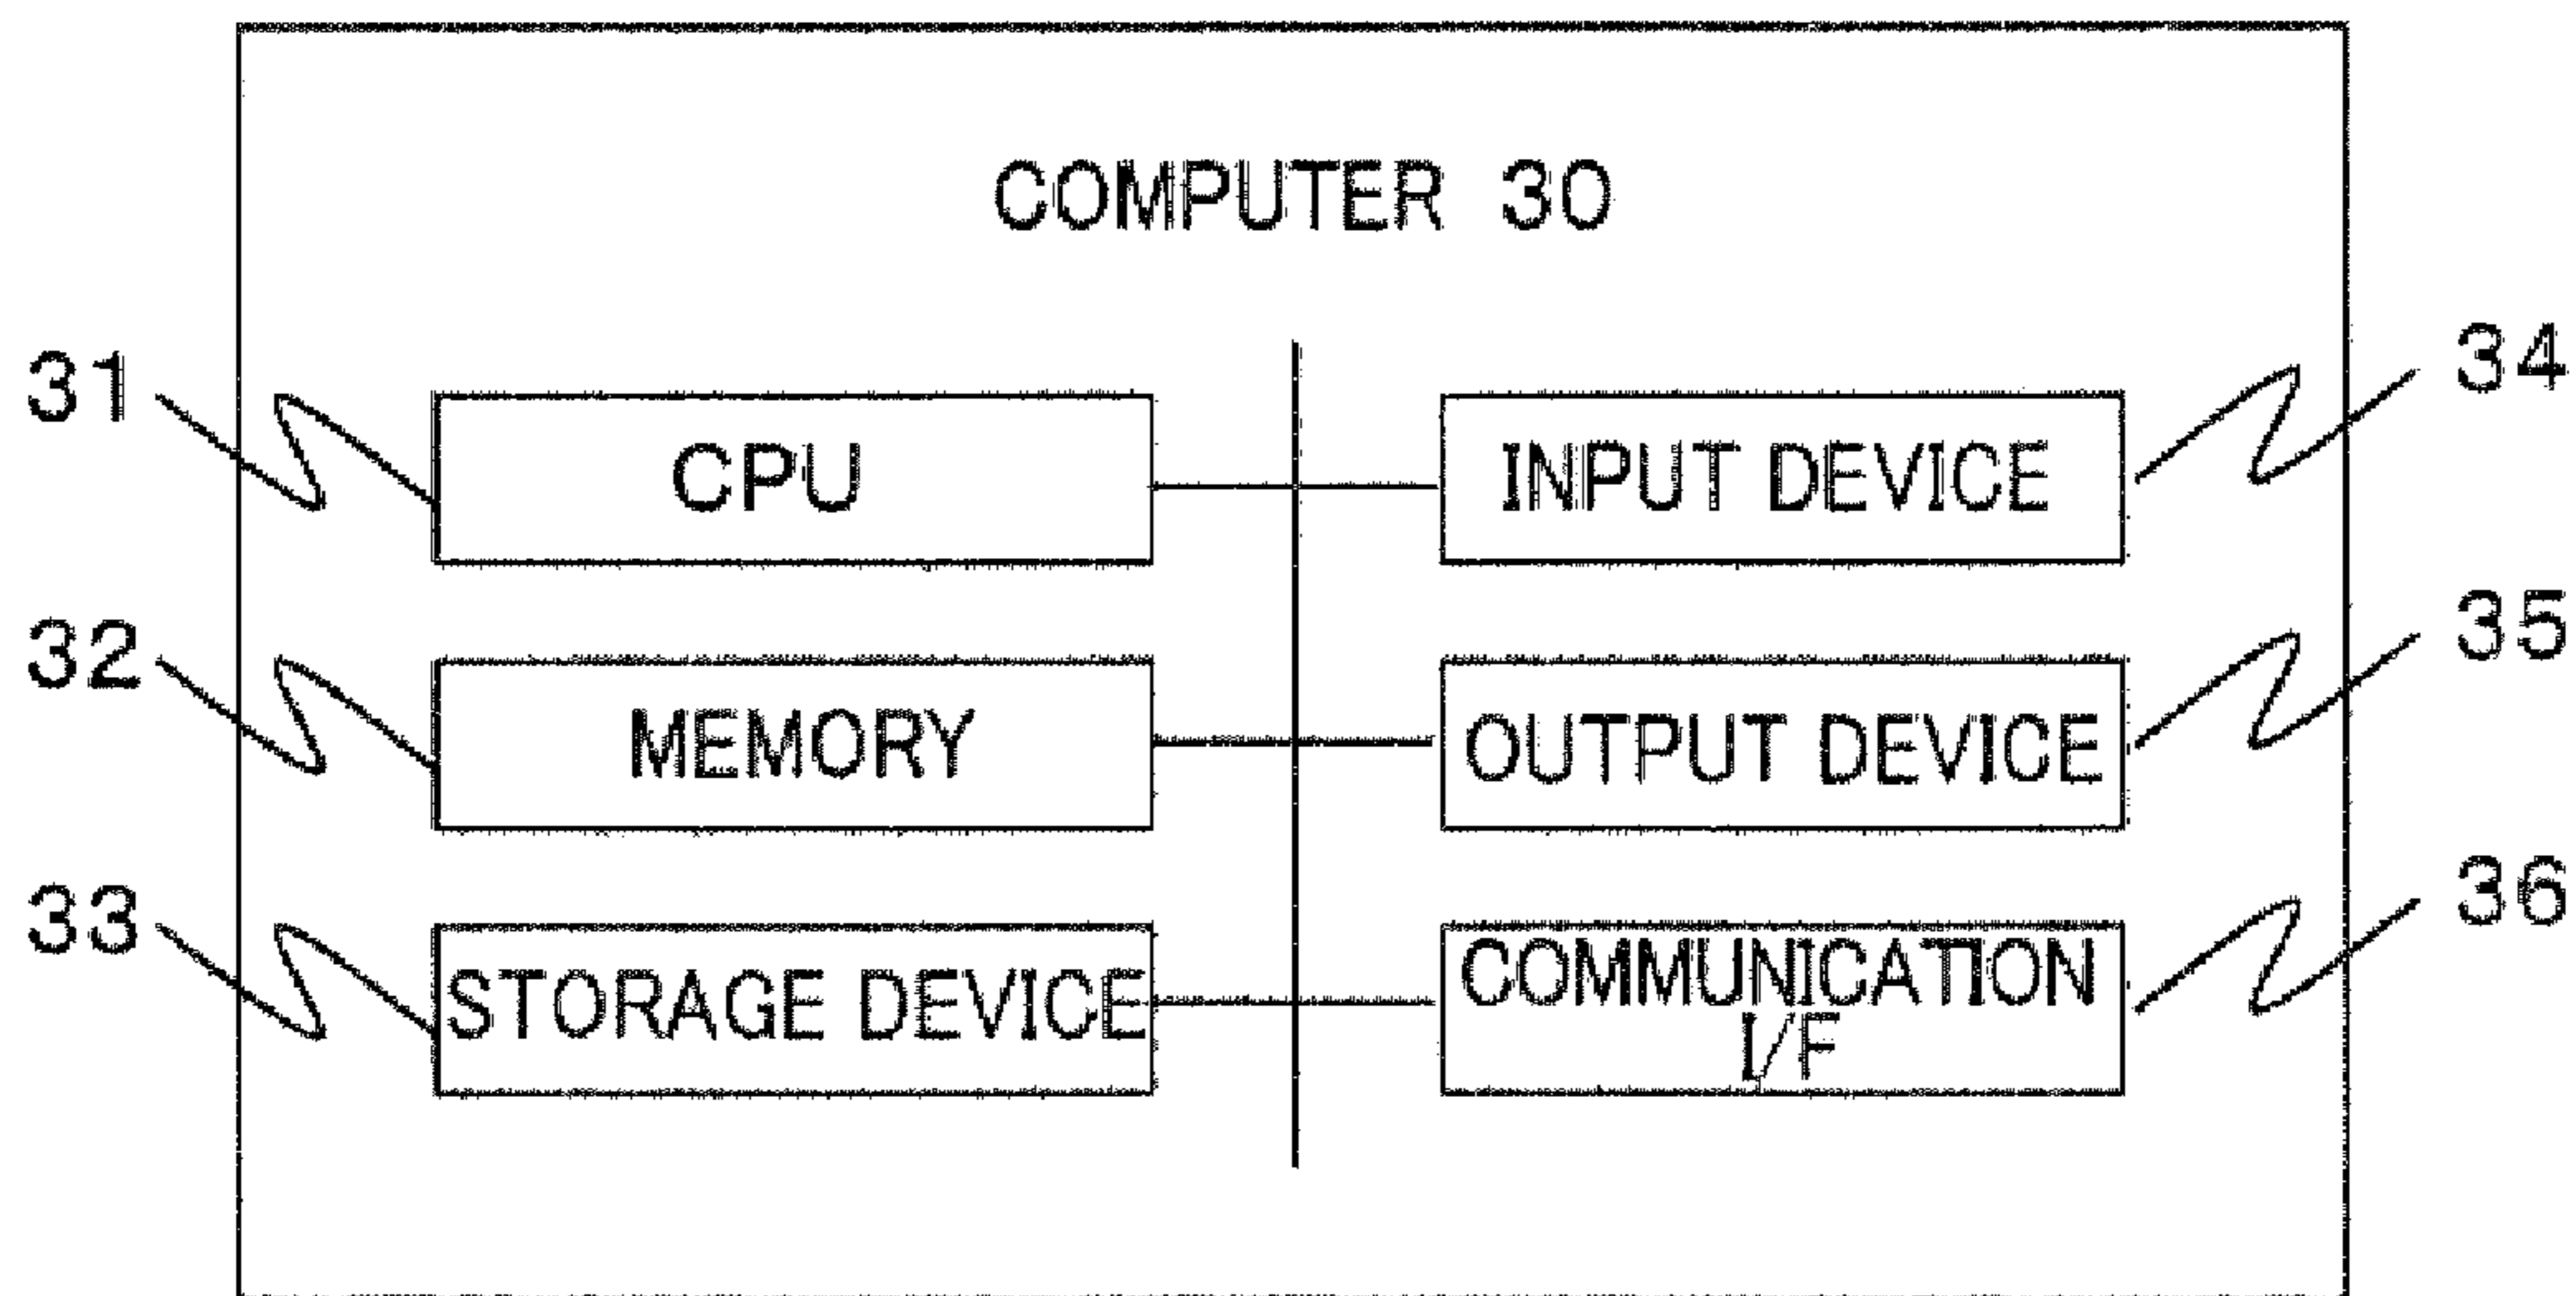 COMPUTER 30
31
CPU
INPUT DEVICE
34
32
MEMORY
OUTPUT DEVICE
35
33
STORAGE DEVICE
COMMUNICATION
I/F
36